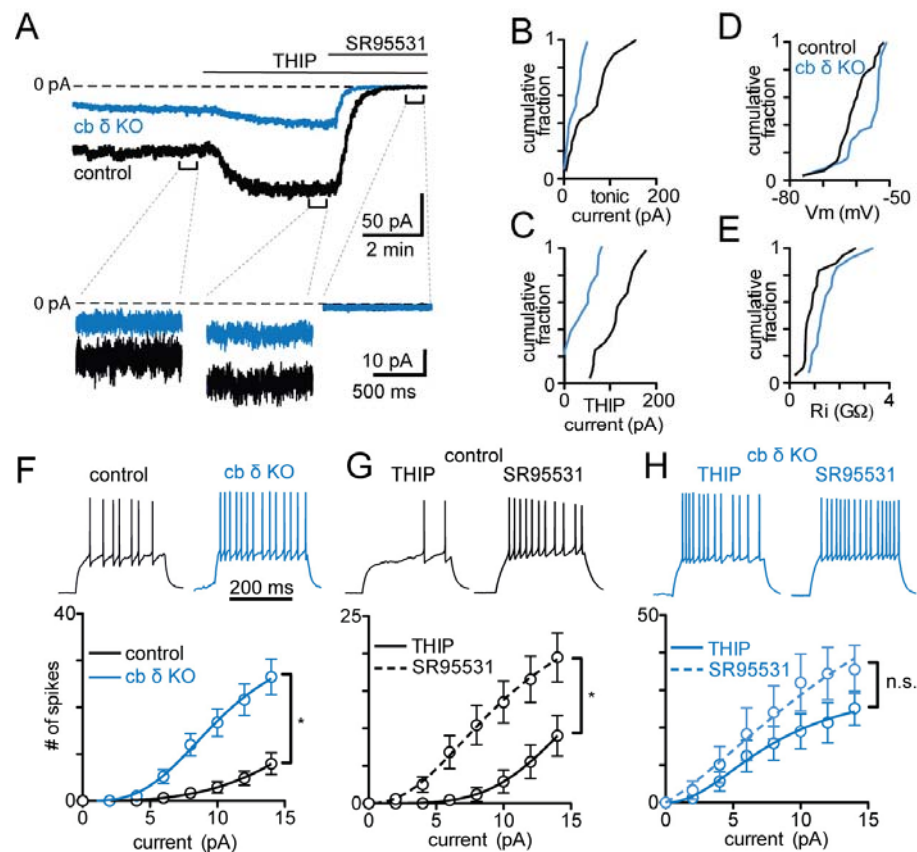 A
SR95531
THIP
0 pA
cb δ KO
control
50 pA
2 min
0 pA
10 pA
500 ms
B
cumulative
fraction
1
0
0
tonic
200
current (pA)
C
cumulative
fraction
1
0
0
THIP
200
current (pA)
D
control
cb δ KO
cumulative
fraction
1
0
-80
-50
Vm (mV)
E
cumulative
fraction
1
0
0
4
Ri (GΩ)
F
control
cb δ KO
200 ms
40
control
cb δ KO
# of spikes
*
0
0 5 10 15
current (pA)
G
control
THIP
SR95531
25
THIP
SR95531
*
0
0 5 10 15
current (pA)
H
cb δ KO
THIP
SR95531
50
THIP
SR95531
n.s.
0
0 5 10 15
current (pA)